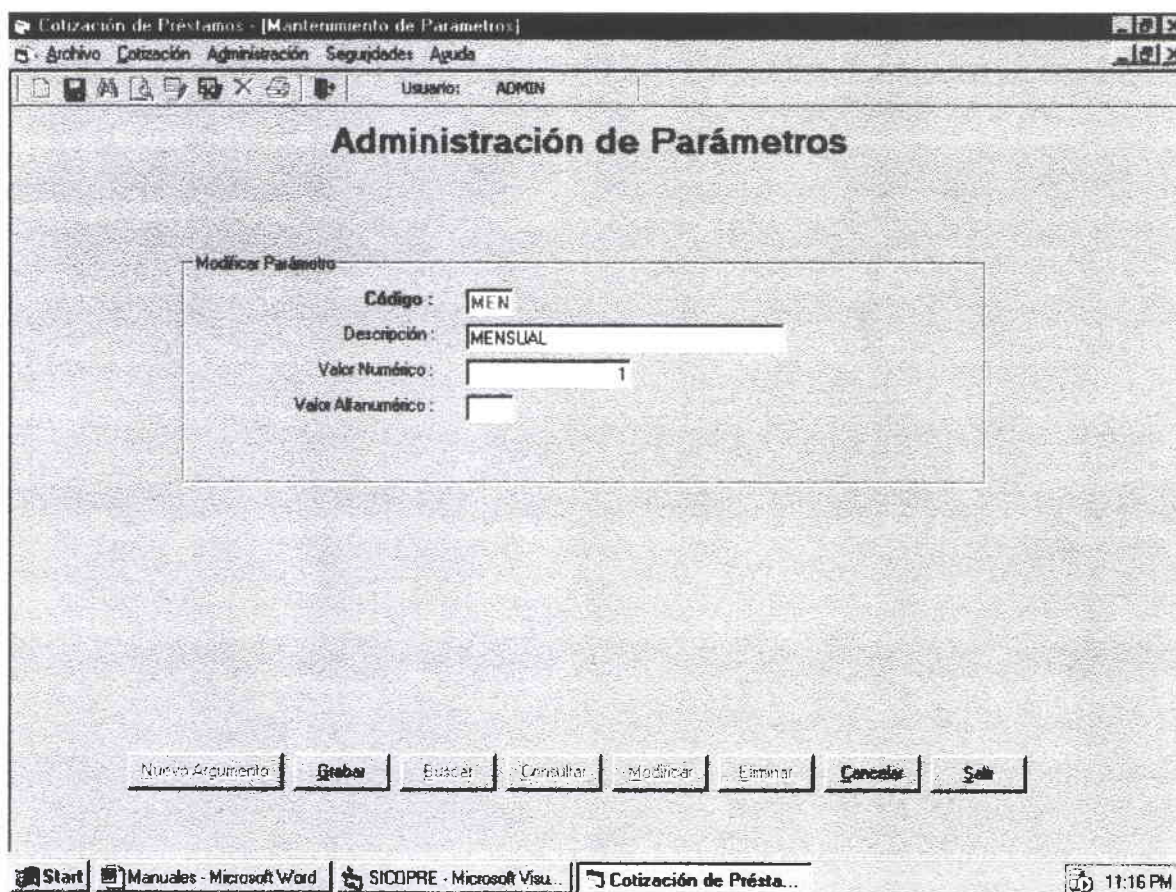 Cotización de Préstamos - [Mantenimiento de Parametros]
Archivo Cotización Administración Seguridades Ayuda
Usuario: ADMIN
Administración de Parámetros
Modificar Parámetro
Código :
MEN
Descripción :
MENSUAL
Valor Numérico :
1
Valor Alfanumérico :
Nuevo Argumento Grabar Buscar Consultar Modificar Eliminar Cancelar Salir
Start Manuales - Microsoft Word SICOPRE - Microsoft Visu... Cotización de Présta... 11:16 PM